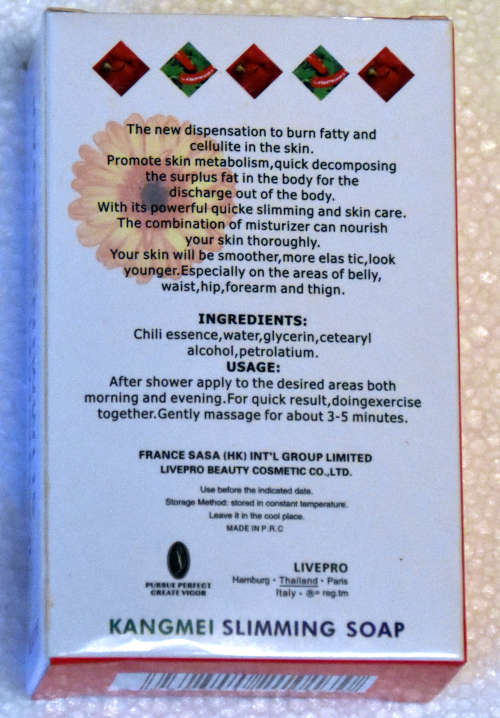 The new dispensation to burn fatty and
cellulite in the skin.
Promote skin metabolism,quick decomposing
the surplus fat in the body for the
discharge out of the body.
With its powerful quicke slimming and skin care.
The combination of misturizer can nourish
your skin thoroughly.
Your skin will be smoother,more elas tic,look
younger.Especially on the areas of belly,
waist,hip,forearm and thign.
INGREDIENTS:
Chili essence,water,glycerin,cetearyl
alcohol,petrolatium.
USAGE:
After shower apply to the desired areas both
morning and evening.For quick result,doingexercise
together.Gently massage for about 3-5 minutes.
FRANCE SASA (HK) INT'L GROUP LIMITED
LIVEPRO BEAUTY COSMETIC CO.,LTD.
Use before the indicated date.
Storage Method: stored in constant temperature.
Leave it in the cool place.
MADE IN P.R.C
PURSUE PERFECT
CREATE VIGOR
LIVEPRO
Hamburg · Thailand · Paris
Italy · ®= reg.tm
KANGMEI SLIMMING SOAP